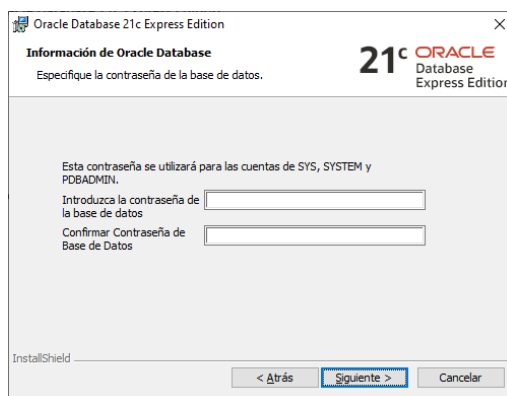 Oracle Database 21c Express Edition
Información de Oracle Database
Especifique la contraseña de la base de datos.
21c ORACLE
Database
Express Edition
Esta contraseña se utilizará para las cuentas de SYS, SYSTEM y
PDBADMIN.
Introduzca la contraseña de
la base de datos
Confirmar Contraseña de
Base de Datos
InstallShield
< Atrás
Siguiente >
Cancelar